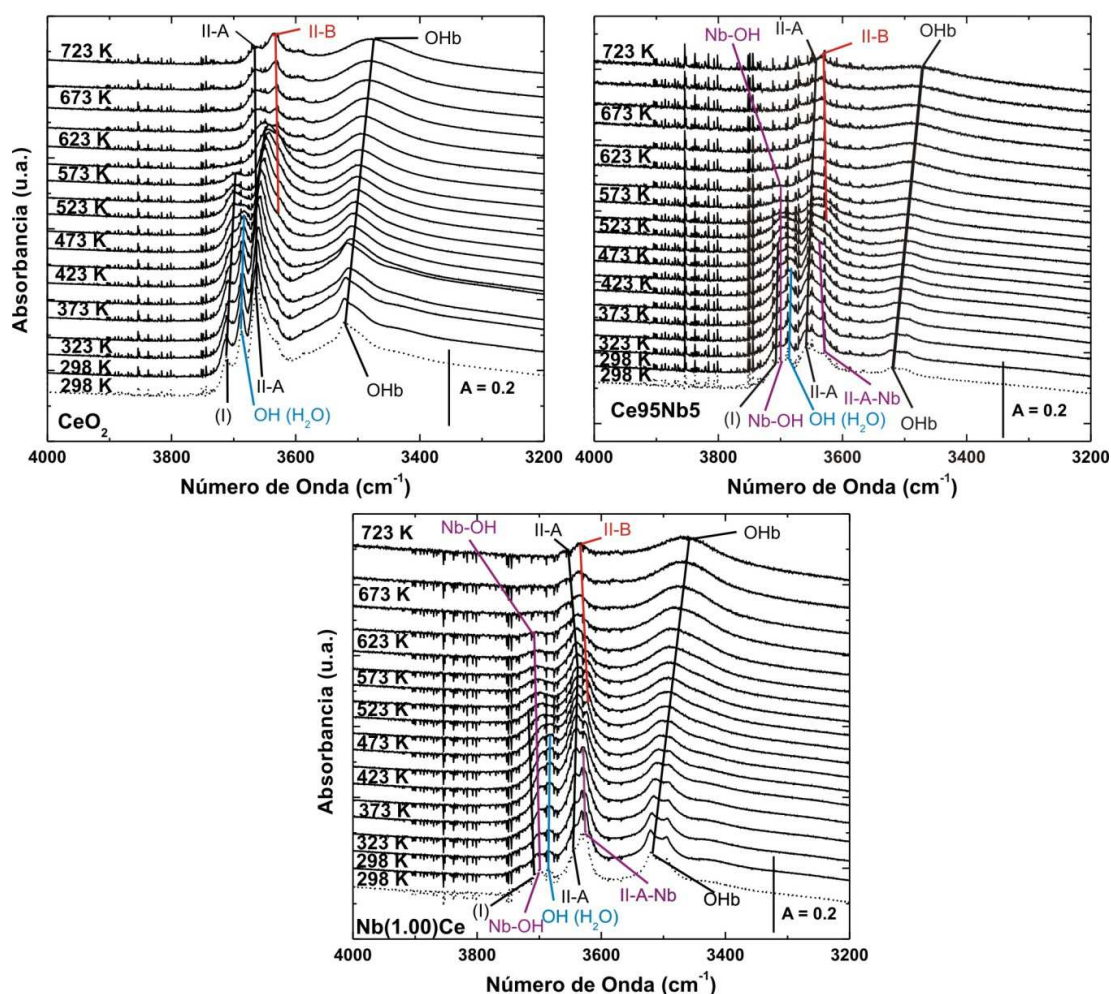 II-A
II-B
OHb
723 K
673 K
623 K
573 K
523 K
473 K
423 K
373 K
323 K
298 K
298 K
(I)
II-A
OH (H₂O)
OHb
A = 0.2
CeO₂
4000 3800 3600 3400 3200
Número de Onda (cm⁻¹)
Absorbancia (u.a.)
II-A
II-B
Nb-OH
OHb
723 K
673 K
623 K
573 K
523 K
473 K
423 K
373 K
323 K
298 K
298 K
II-A
II-A-Nb
(I)
Nb-OH
OH (H₂O)
OHb
A = 0.2
Ce95Nb5
4000 3800 3600 3400 3200
Número de Onda (cm⁻¹)
Nb-OH
II-A
II-B
OHb
723 K
673 K
623 K
573 K
523 K
473 K
423 K
373 K
323 K
298 K
298 K
(I)
II-A
II-A-Nb
Nb-OH
OH (H₂O)
OHb
A = 0.2
Nb(1.00)Ce
4000 3800 3600 3400 3200
Número de Onda (cm⁻¹)
Absorbancia (u.a.)